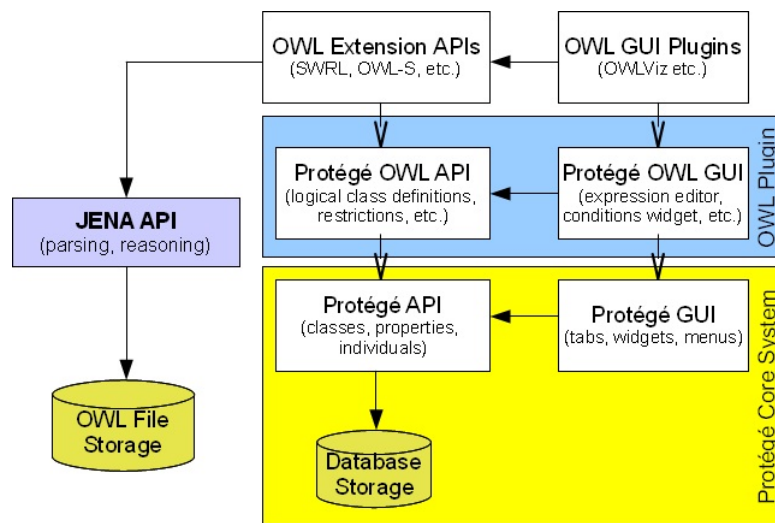 OWL Extension APIs
(SWRL, OWL-S, etc.)
OWL GUI Plugins
(OWLViz etc.)
Protégé OWL API
(logical class definitions,
restrictions, etc.)
Protégé OWL GUI
(expression editor,
conditions widget, etc.)
OWL Plugin
JENA API
(parsing, reasoning)
Protégé API
(classes, properties,
individuals)
Protégé GUI
(tabs, widgets, menus)
Protégé Core System
OWL File
Storage
Database
Storage